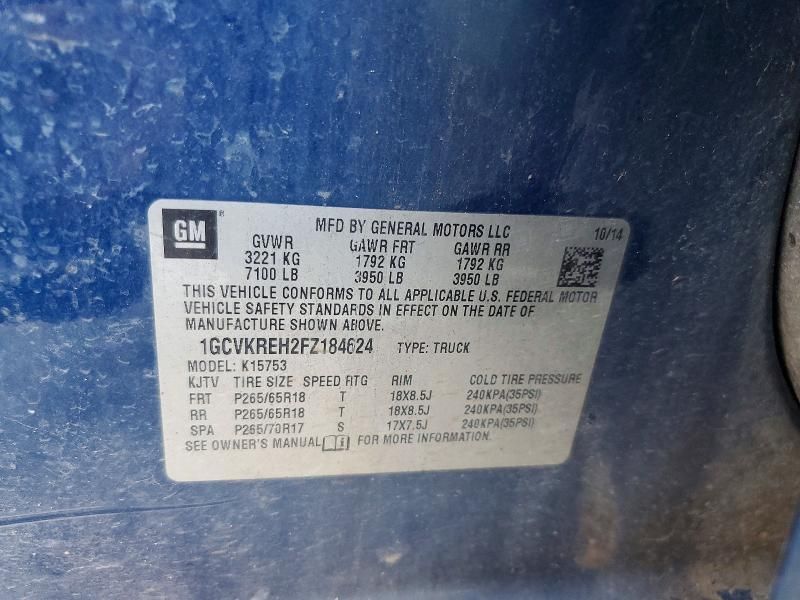 GM ®
MFD BY GENERAL MOTORS LLC 10/14
GVWR GAWR FRT GAWR RR
3221 KG 1792 KG 1792 KG
7100 LB 3950 LB 3950 LB
THIS VEHICLE CONFORMS TO ALL APPLICABLE U.S. FEDERAL MOTOR
VEHICLE SAFETY STANDARDS IN EFFECT ON THE DATE OF
MANUFACTURE SHOWN ABOVE.
1GCVKREH2FZ184624 TYPE: TRUCK
MODEL: K15753
KJTV TIRE SIZE SPEED RTG RIM COLD TIRE PRESSURE
FRT P265/65R18 T 18X8.5J 240KPA(35PSI)
RR P265/65R18 T 18X8.5J 240KPA(35PSI)
SPA P265/70R17 S 17X7.5J 240KPA(35PSI)
SEE OWNER'S MANUAL i FOR MORE INFORMATION.